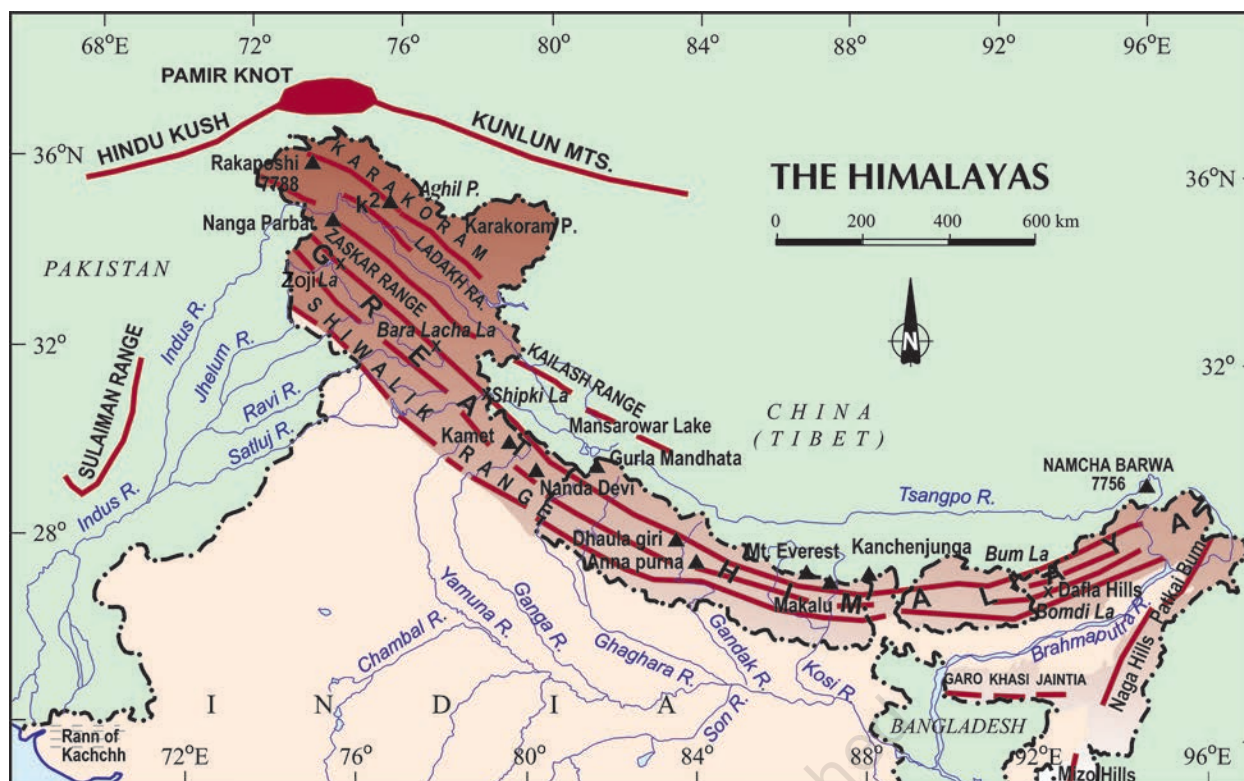 68°E
72°
76°
80°
84°
88°
92°
96°E
PAMIR KNOT
HINDU KUSH
KUNLUN MTS.
36°N
36°N
THE HIMALAYAS
0 200 400 600 km
Rakaposhi
7788
KARAKORAM
Aghil P.
K2
Karakoram P.
Nanga Parbat
LADAKH RA.
ZASKAR RANGE
PAKISTAN
Zoji La
N
GREAT HIMALAYA
Indus R.
Jhelum R.
Bara Lacha La
SHIWALIK RANGE
32°
32°
SULAIMAN RANGE
KAILASH RANGE
Ravi R.
Shipki La
CHINA
(TIBET)
Satluj R.
Mansarowar Lake
Kamet
Gurla Mandhata
NAMCHA BARWA
7756
Nanda Devi
Indus R.
Tsangpo R.
28°
28°
Dhaula giri
Mt. Everest
Kanchenjunga
Bum La
Anna purna
Makalu
x Dafla Hills
Bomdi La
Patkai Bum
Yamuna R.
Ganga R.
Brahmaputra R.
Chambal R.
Ghaghara R.
Gandak R.
Kosi R.
GARO KHASI JAINTIA
Naga Hills
INDIA
Son R.
BANGLADESH
Rann of
Kachchh
72°E
76°
80°
84°
88°
92°E
96°E
Mizo Hills